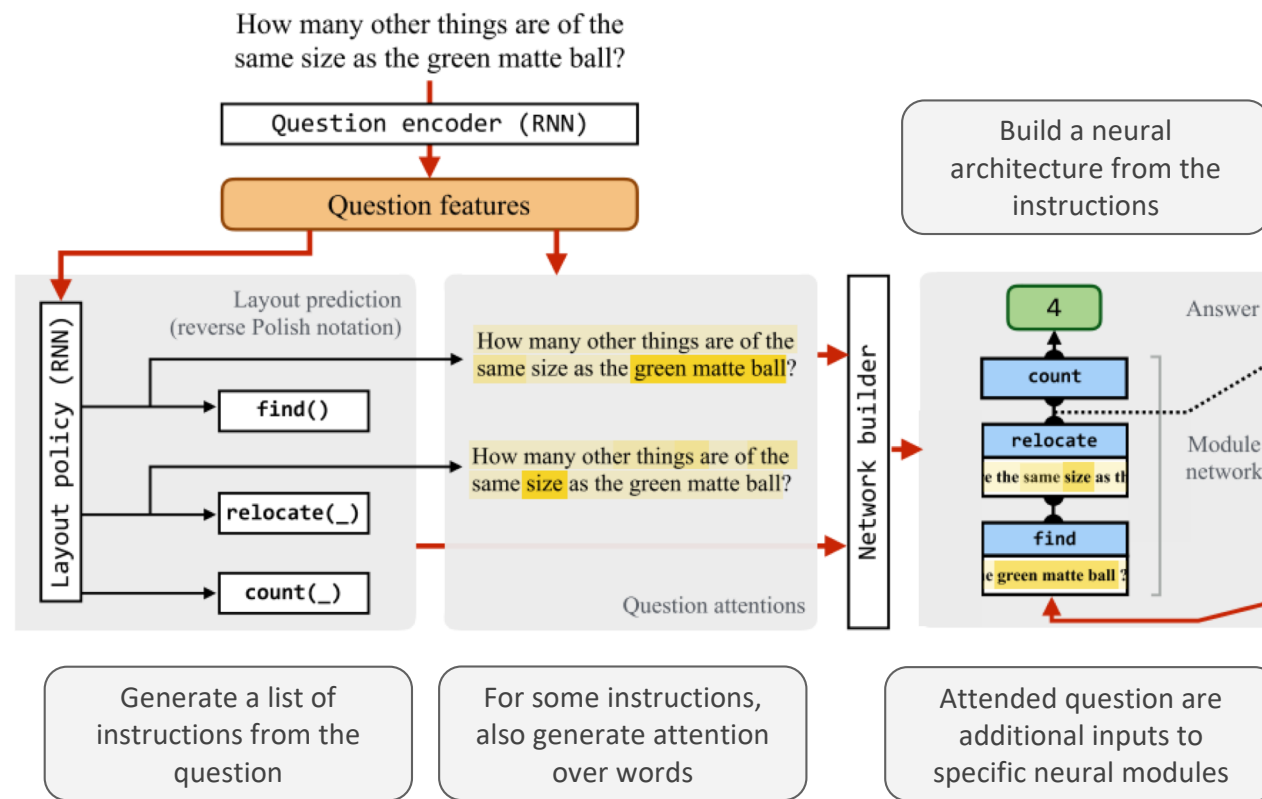 How many other things are of the
same size as the green matte ball?
Question encoder (RNN)
Question features
Build a neural
architecture from the
instructions
Layout policy (RNN)
Layout prediction
(reverse Polish notation)
find()
relocate(_)
count(_)
How many other things are of the
same size as the green matte ball?
How many other things are of the
same size as the green matte ball?
Question attentions
Network builder
4
Answer
count
relocate
e the same size as th
find
e green matte ball ?
Module
network
Generate a list of
instructions from the
question
For some instructions,
also generate attention
over words
Attended question are
additional inputs to
specific neural modules